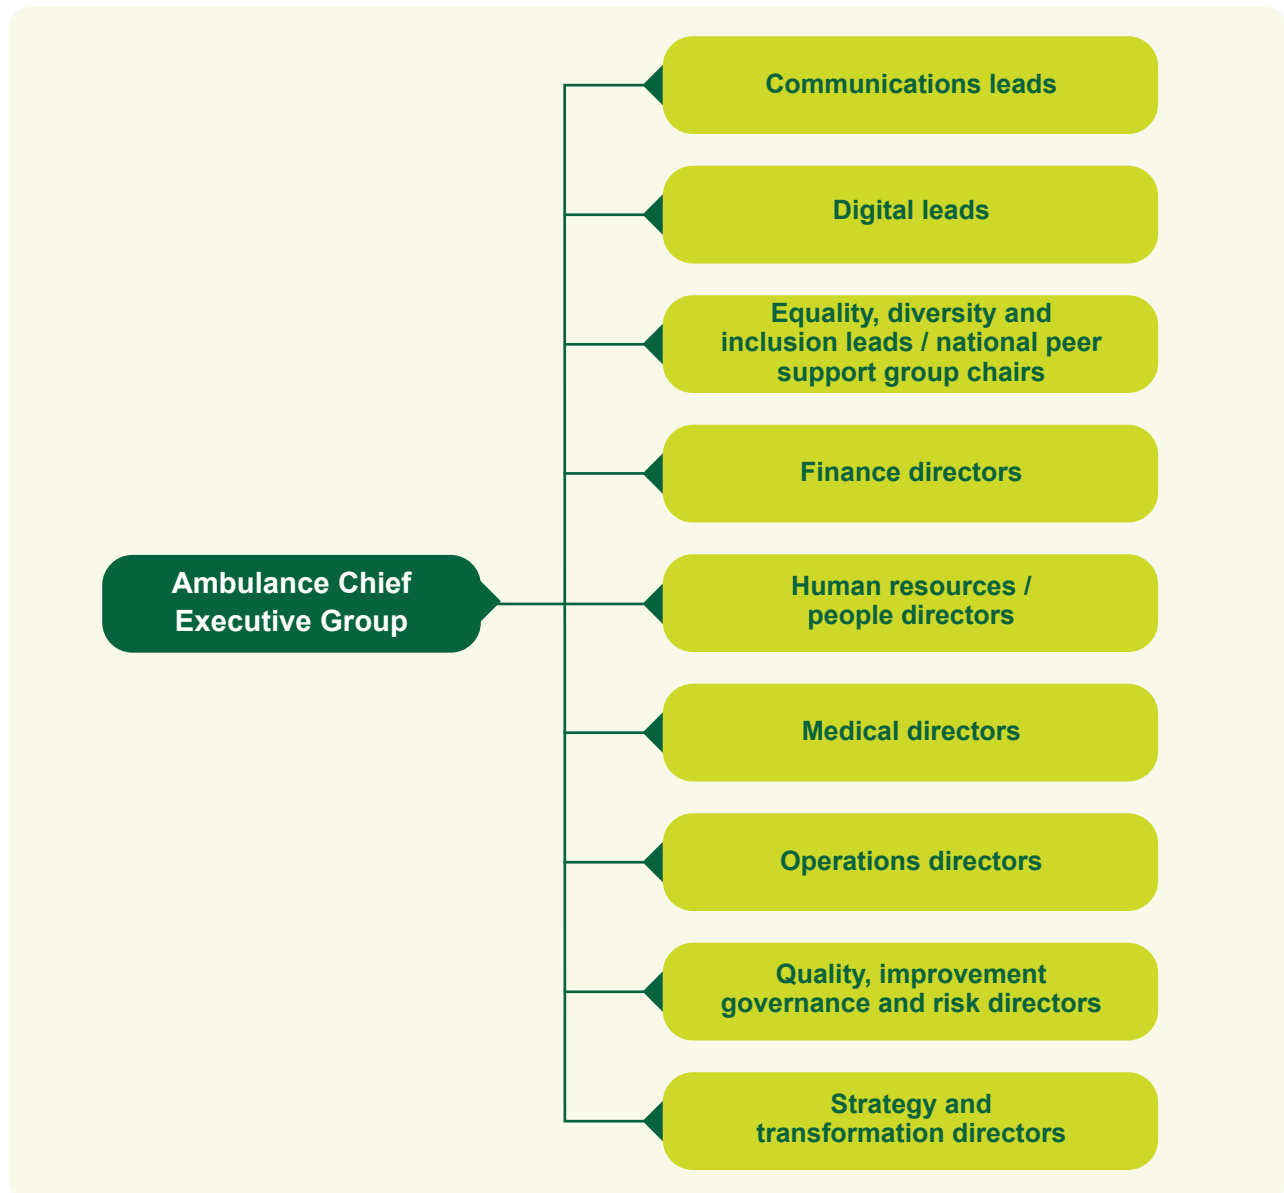 Communications leads
Digital leads
Equality, diversity and
inclusion leads / national peer
support group chairs
Finance directors
Ambulance Chief
Executive Group
Human resources /
people directors
Medical directors
Operations directors
Quality, improvement
governance and risk directors
Strategy and
transformation directors